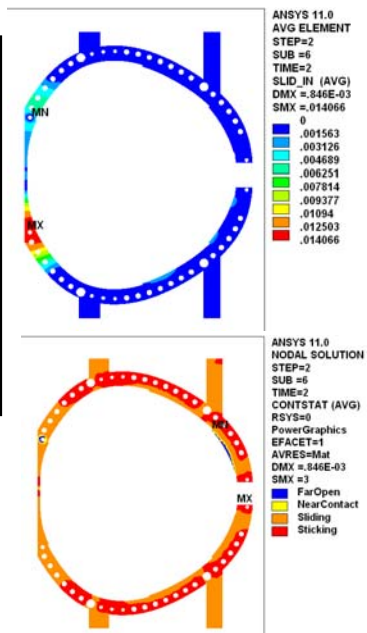 ANSYS 11.0
AVG ELEMENT
STEP=2
SUB =6
TIME=2
SLID_IN (AVG)
DMX =.846E-03
SMX =.014066
0
.001563
.003126
.004689
.006251
.007814
.009377
.01094
.012503
.014066
MN
MX
ANSYS 11.0
NODAL SOLUTION
STEP=2
SUB =6
TIME=2
CONTSTAT (AVG)
RSYS=0
PowerGraphics
EFACET=1
AVRES=Mat
DMX =.846E-03
SMX =3
FarOpen
NearContact
Sliding
Sticking
MX